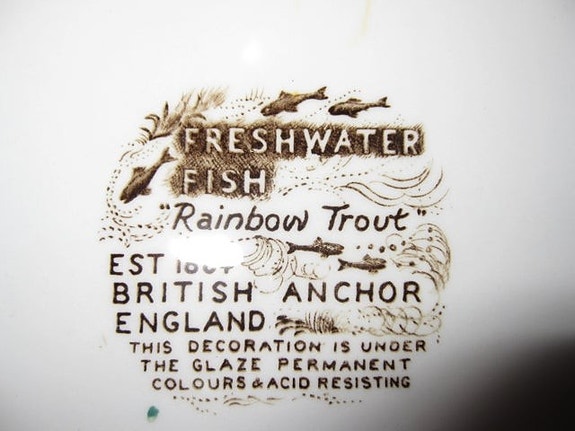 FRESHWATER
FISH
"Rainbow Trout"
EST
BRITISH ANCHOR
ENGLAND
THIS DECORATION IS UNDER
THE GLAZE PERMANENT
COLOURS & ACID RESISTING